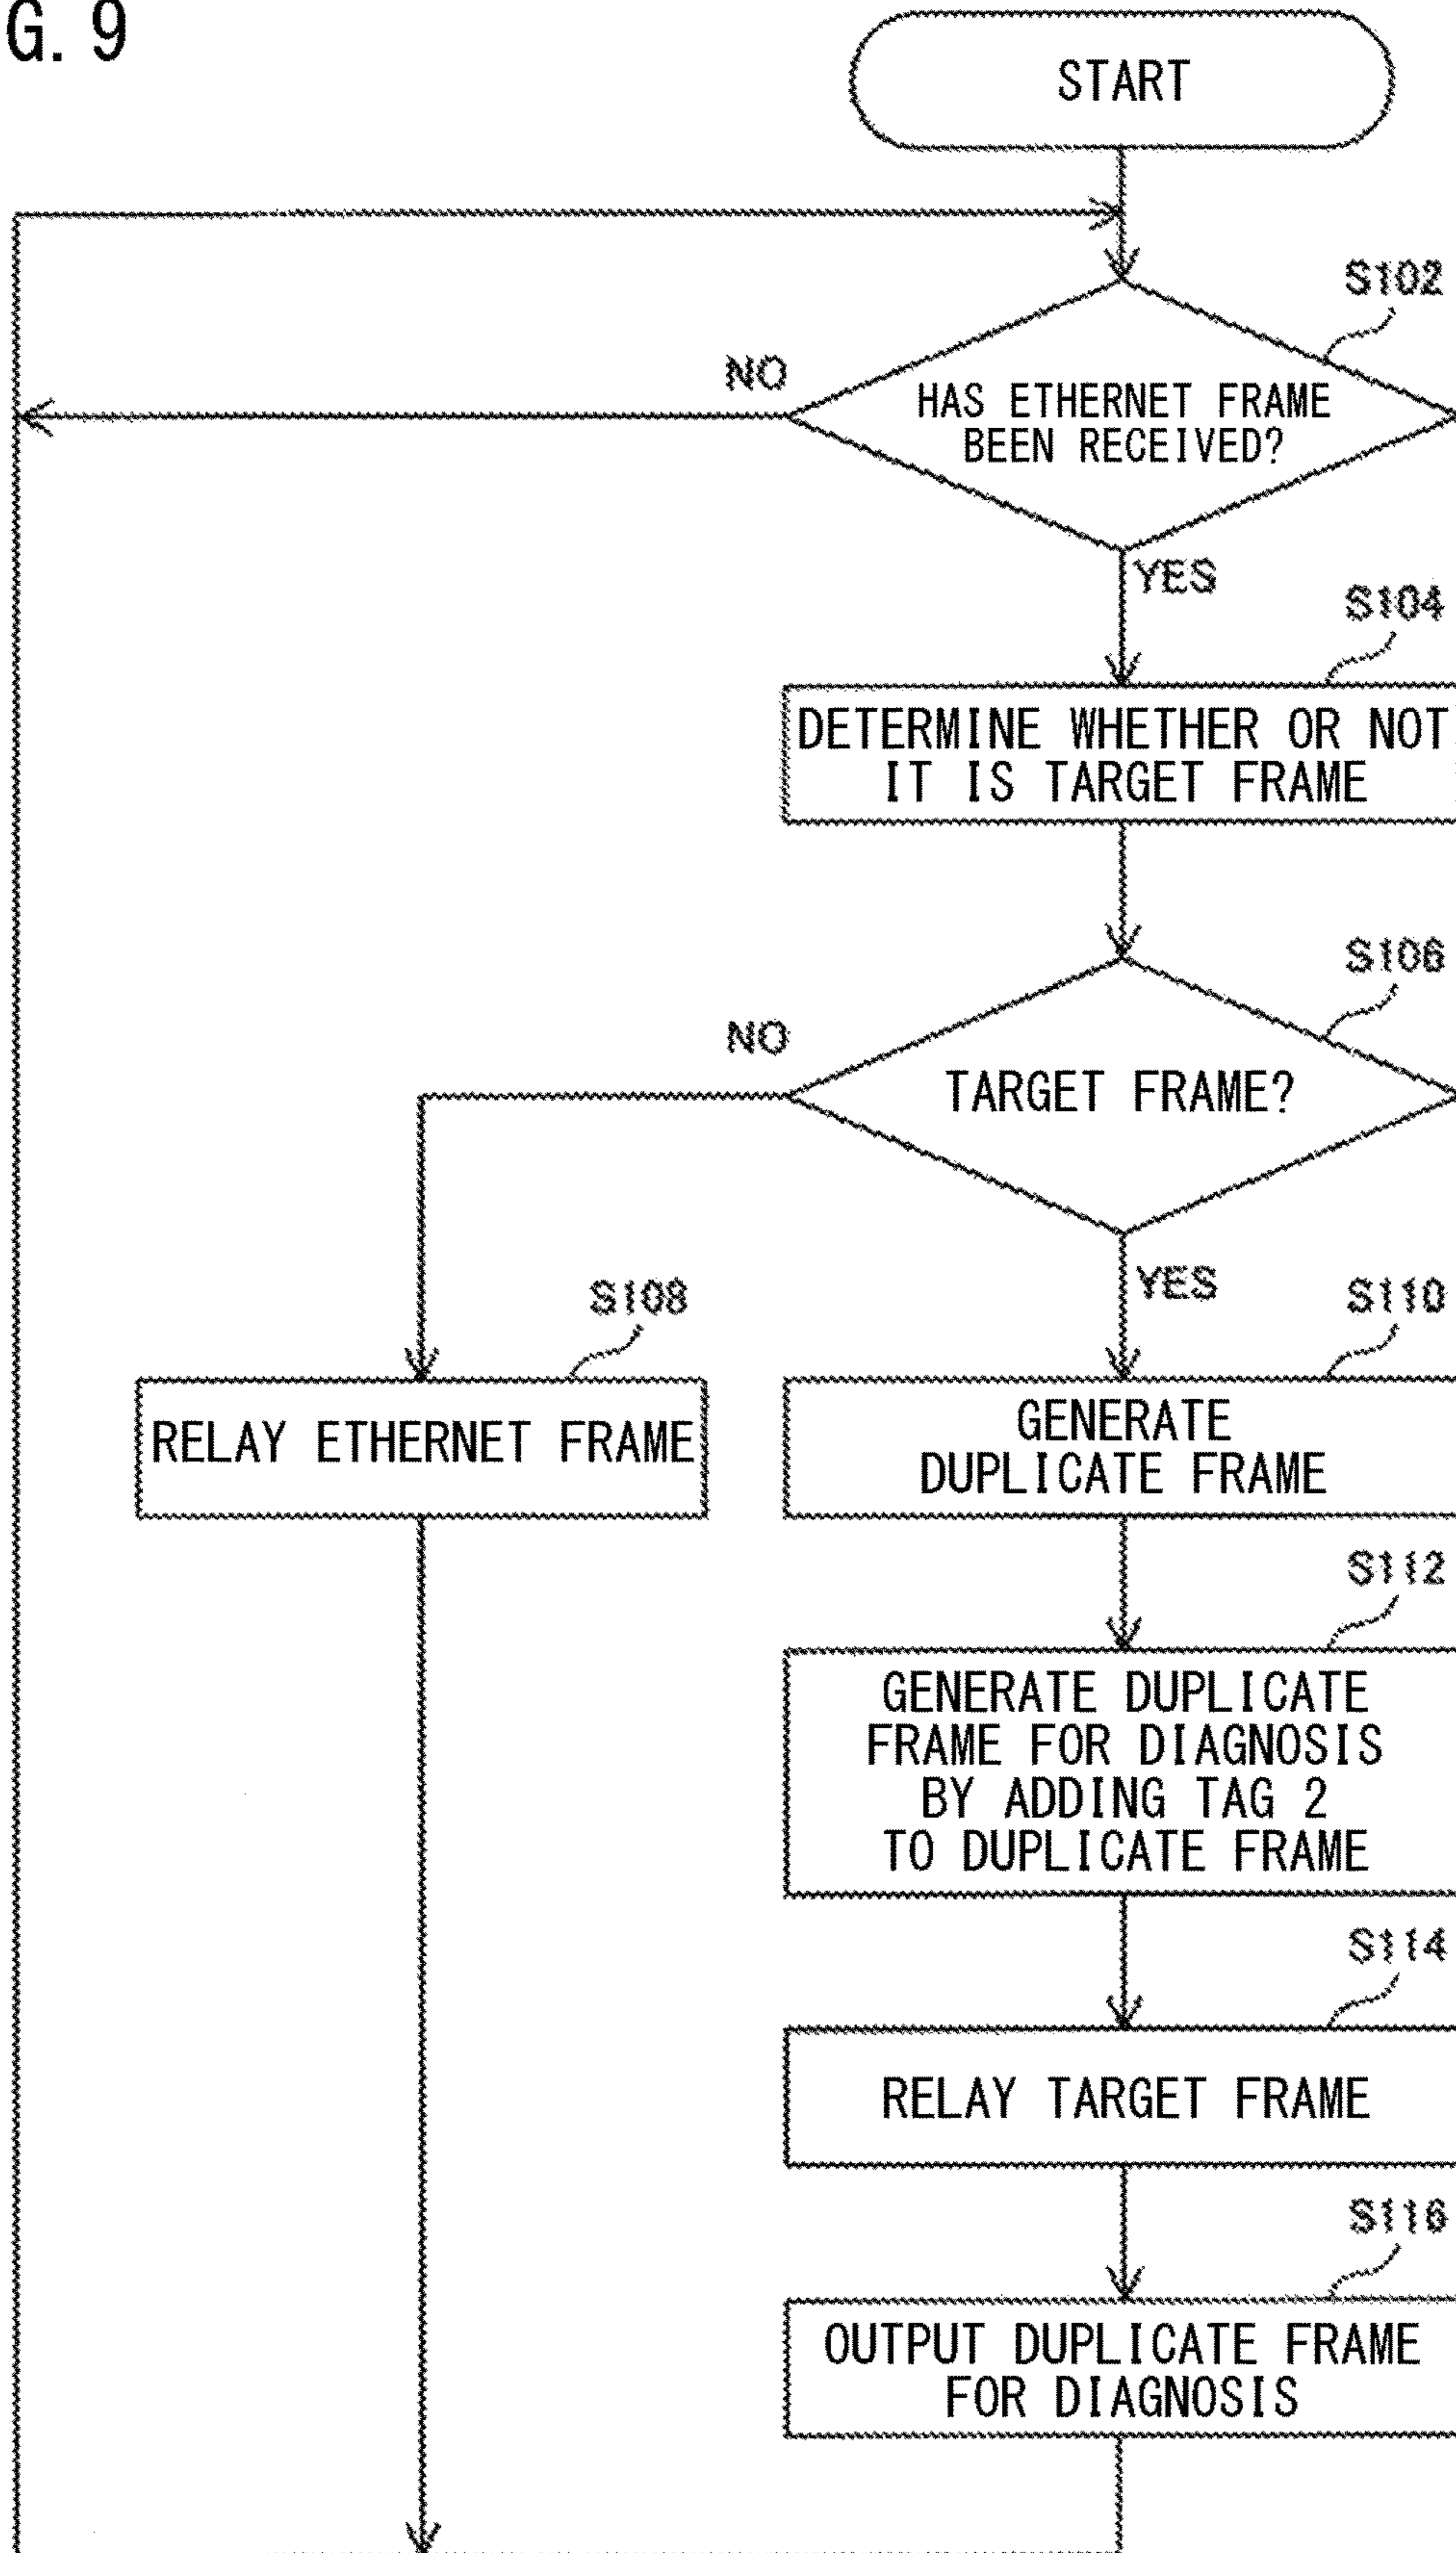 G. 9
START
S102
NO
HAS ETHERNET FRAME
BEEN RECEIVED?
YES
S104
DETERMINE WHETHER OR NOT
IT IS TARGET FRAME
S106
NO
TARGET FRAME?
YES
S108
S110
RELAY ETHERNET FRAME
GENERATE
DUPLICATE FRAME
S112
GENERATE DUPLICATE
FRAME FOR DIAGNOSIS
BY ADDING TAG 2
TO DUPLICATE FRAME
S114
RELAY TARGET FRAME
S116
OUTPUT DUPLICATE FRAME
FOR DIAGNOSIS